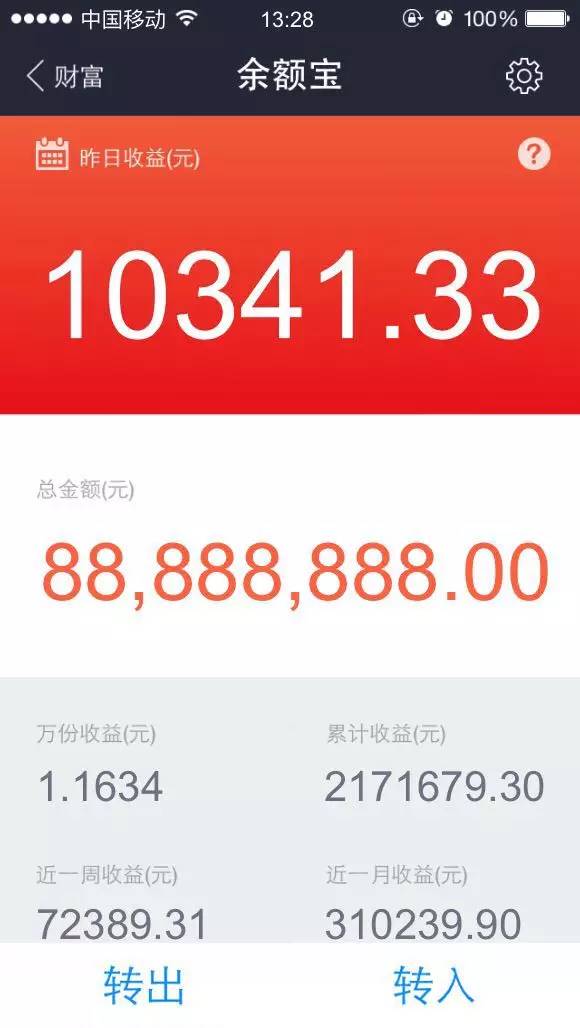 中国移动 13:28 100%
财富 余额宝
昨日收益(元) ?
10341.33
总金额(元)
88,888,888.00
万份收益(元) 累计收益(元)
1.1634 2171679.30
近一周收益(元) 近一月收益(元)
72389.31 310239.90
转出 转入